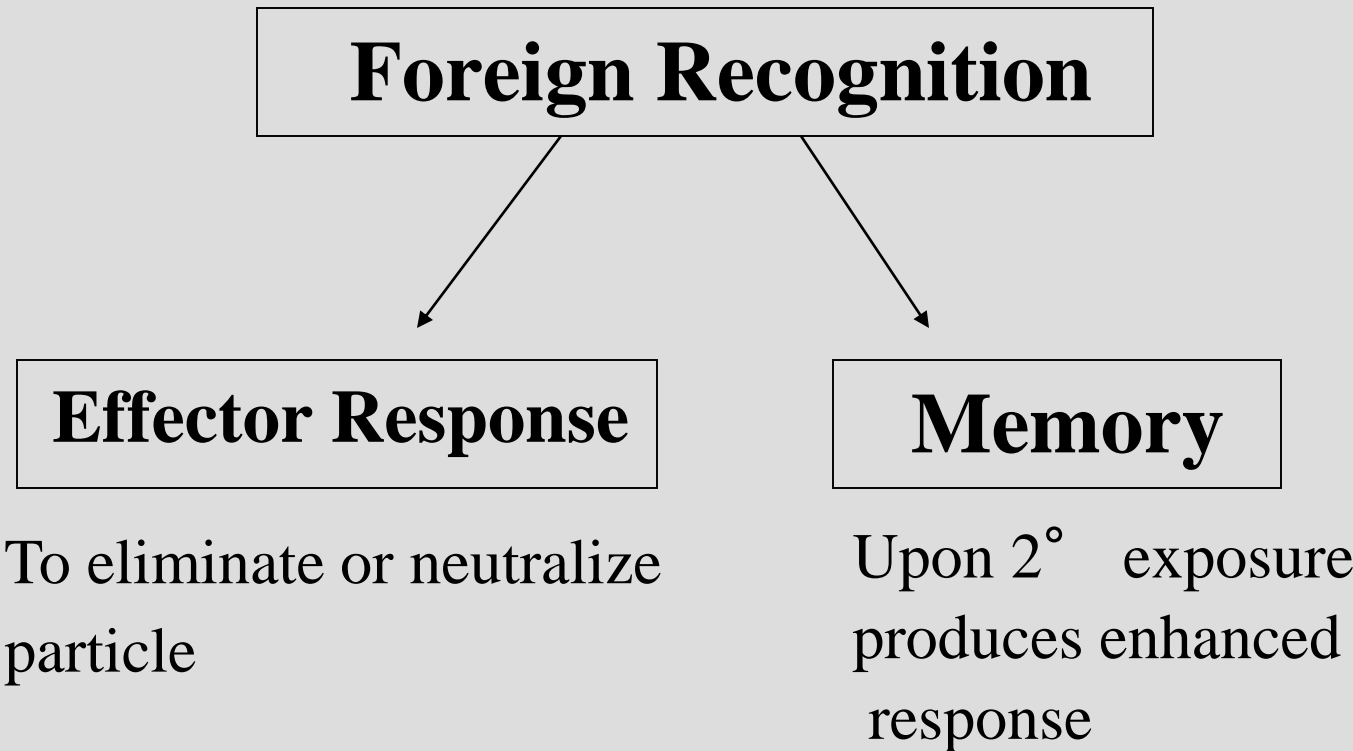 Foreign Recognition
Effector Response
To eliminate or neutralize
particle
Memory
Upon 2° exposure
produces enhanced
response